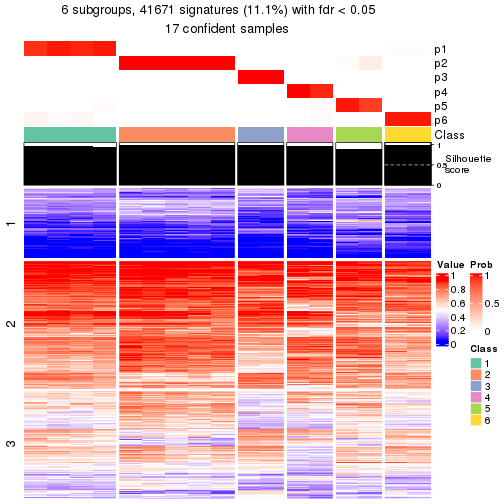 6 subgroups, 41671 signatures (11.1%) with fdr < 0.05
17 confident samples
p1
p2
p3
p4
p5
p6
Class
1
0.5
0
Silhouette
score
1
2
3
Value
1
0.8
0.6
0.4
0.2
0
Prob
1
0.5
0
Class
1
2
3
4
5
6